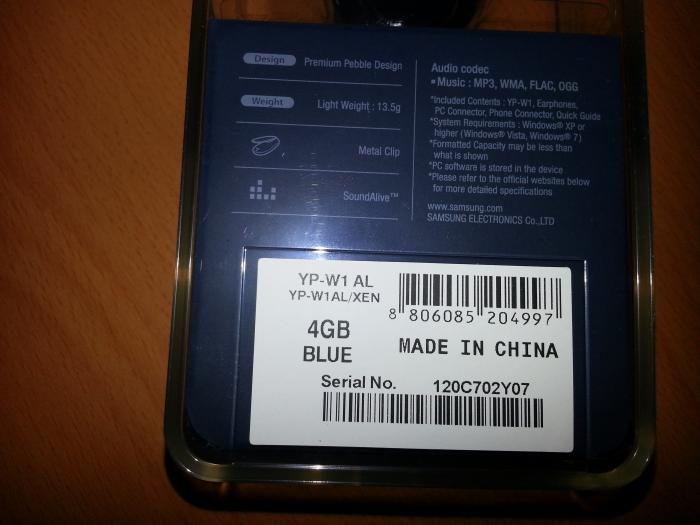 Design Premium Pebble Design
Weight Light Weight : 13.5g
Metal Clip
SoundAlive™
Audio codec
▪Music : MP3, WMA, FLAC, OGG
*Included Contents : YP-W1, Earphones,
PC Connector, Phone Connector, Quick Guide
*System Requirements : Windows® XP or
higher (Windows® Vista, Windows® 7)
*Formatted Capacity may be less than
what is shown
*PC software is stored in the device
*Please refer to the official websites below
for more detailed specifications
www.samsung.com
SAMSUNG ELECTRONICS Co.,LTD
YP-W1 AL
YP-W1AL/XEN
8 806085 204997
4GB
BLUE
MADE IN CHINA
Serial No. 120C702Y07